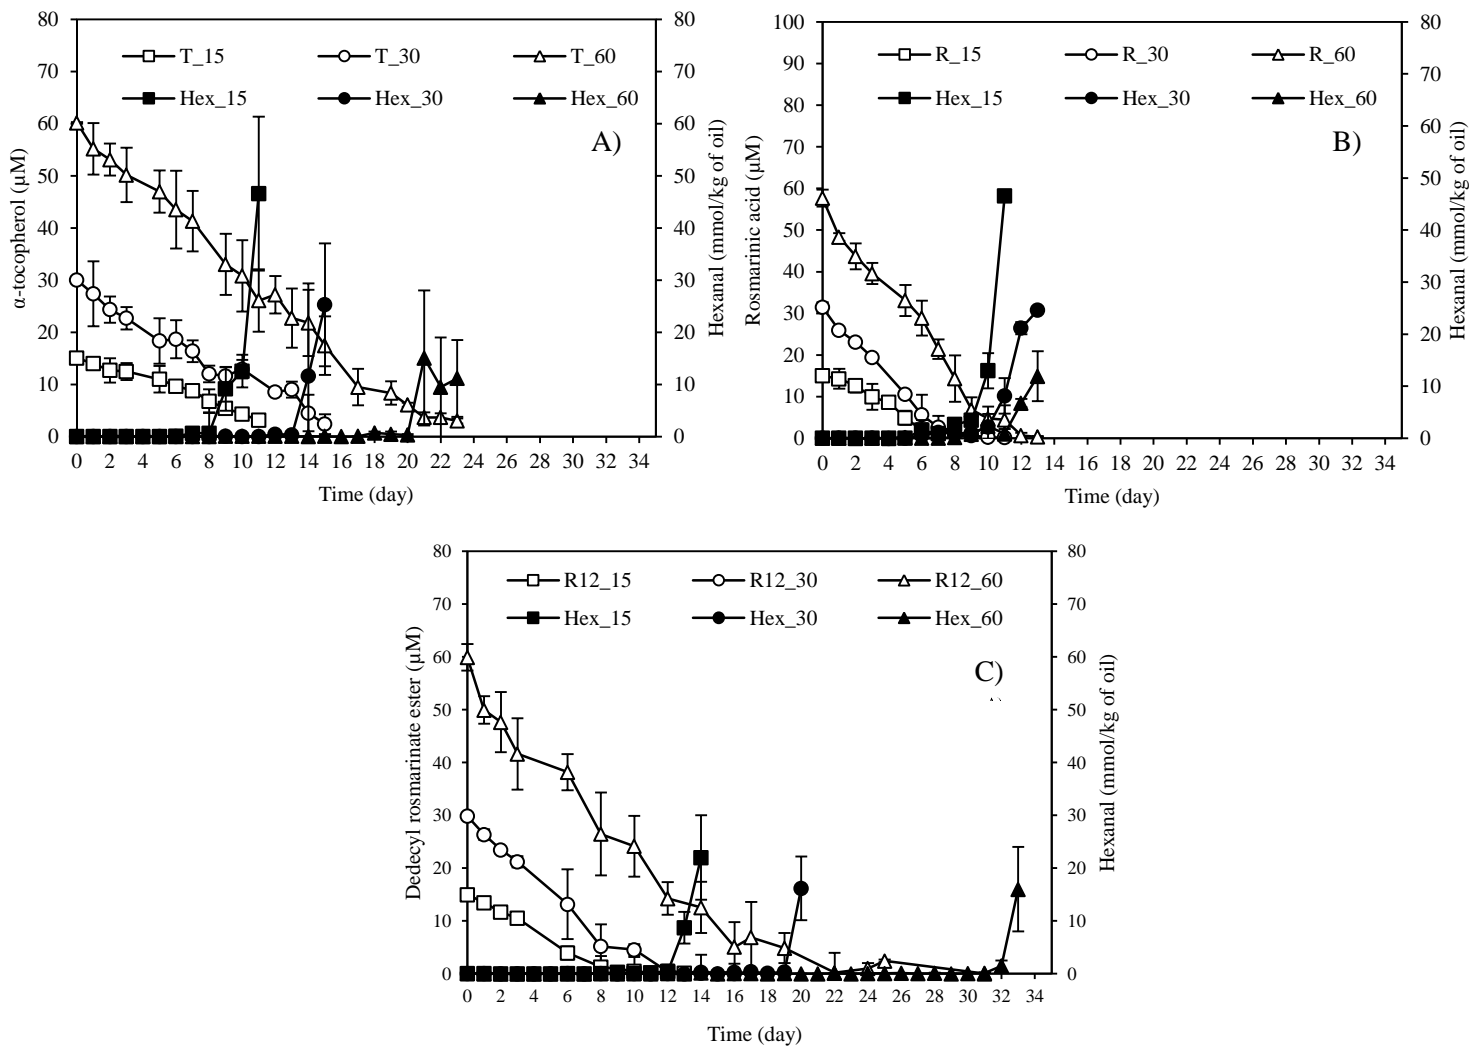 T_15 T_30 T_60
Hex_15 Hex_30 Hex_60
A)
α-tocopherol (µM)
80
70
60
50
40
30
20
10
0
80
70
60
50
40
30
20
10
0
Hexanal (mmol/kg of oil)
0 2 4 6 8 10 12 14 16 18 20 22 24 26 28 30 32 34
Time (day)
R_15 R_30 R_60
Hex_15 Hex_30 Hex_60
B)
Rosmarinic acid (µM)
100
90
80
70
60
50
40
30
20
10
0
80
70
60
50
40
30
20
10
0
Hexanal (mmol/kg of oil)
0 2 4 6 8 10 12 14 16 18 20 22 24 26 28 30 32 34
Time (day)
R12_15 R12_30 R12_60
Hex_15 Hex_30 Hex_60
C)
Dedecyl rosmarinate ester (µM)
80
70
60
50
40
30
20
10
0
80
70
60
50
40
30
20
10
0
Hexanal (mmol/kg of oil)
0 2 4 6 8 10 12 14 16 18 20 22 24 26 28 30 32 34
Time (day)